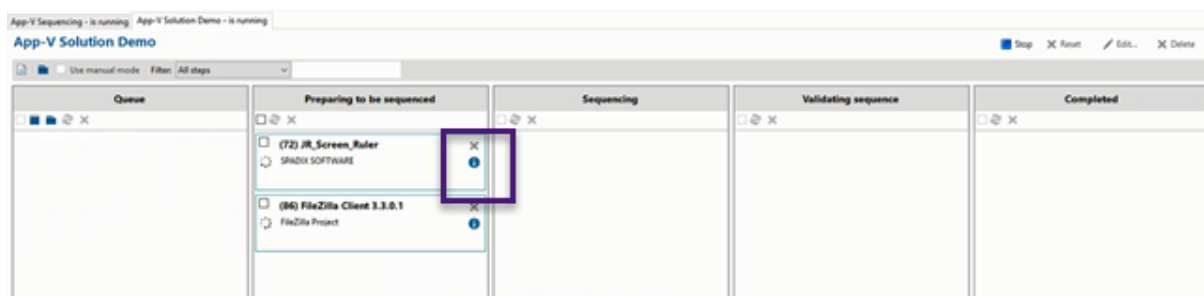 App-V Sequencing - is running App-V Solution Demo - is running
App-V Solution Demo
Stop Reset Edit... Delete
Use manual mode Filter: All steps
Queue Preparing to be sequenced Sequencing Validating sequence Completed
(72) JR_Screen_Ruler
SPADIX SOFTWARE
(86) FileZilla Client 3.3.0.1
FileZilla Project